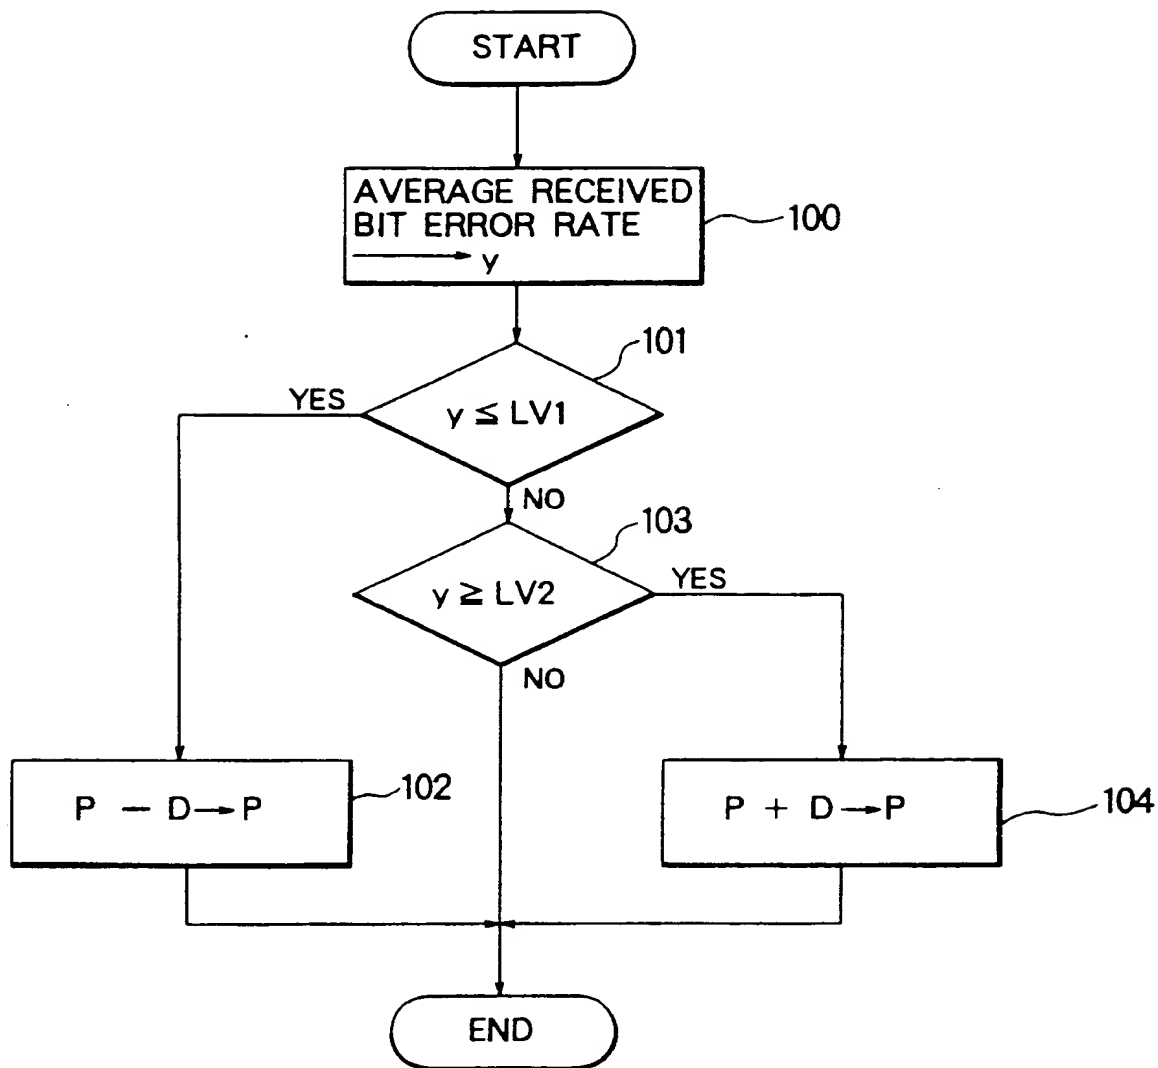 START
AVERAGE RECEIVED
BIT ERROR RATE
→ y
100
101
YES
y ≦ LV1
NO
103
YES
y ≧ LV2
NO
P - D → P
102
P + D → P
104
END